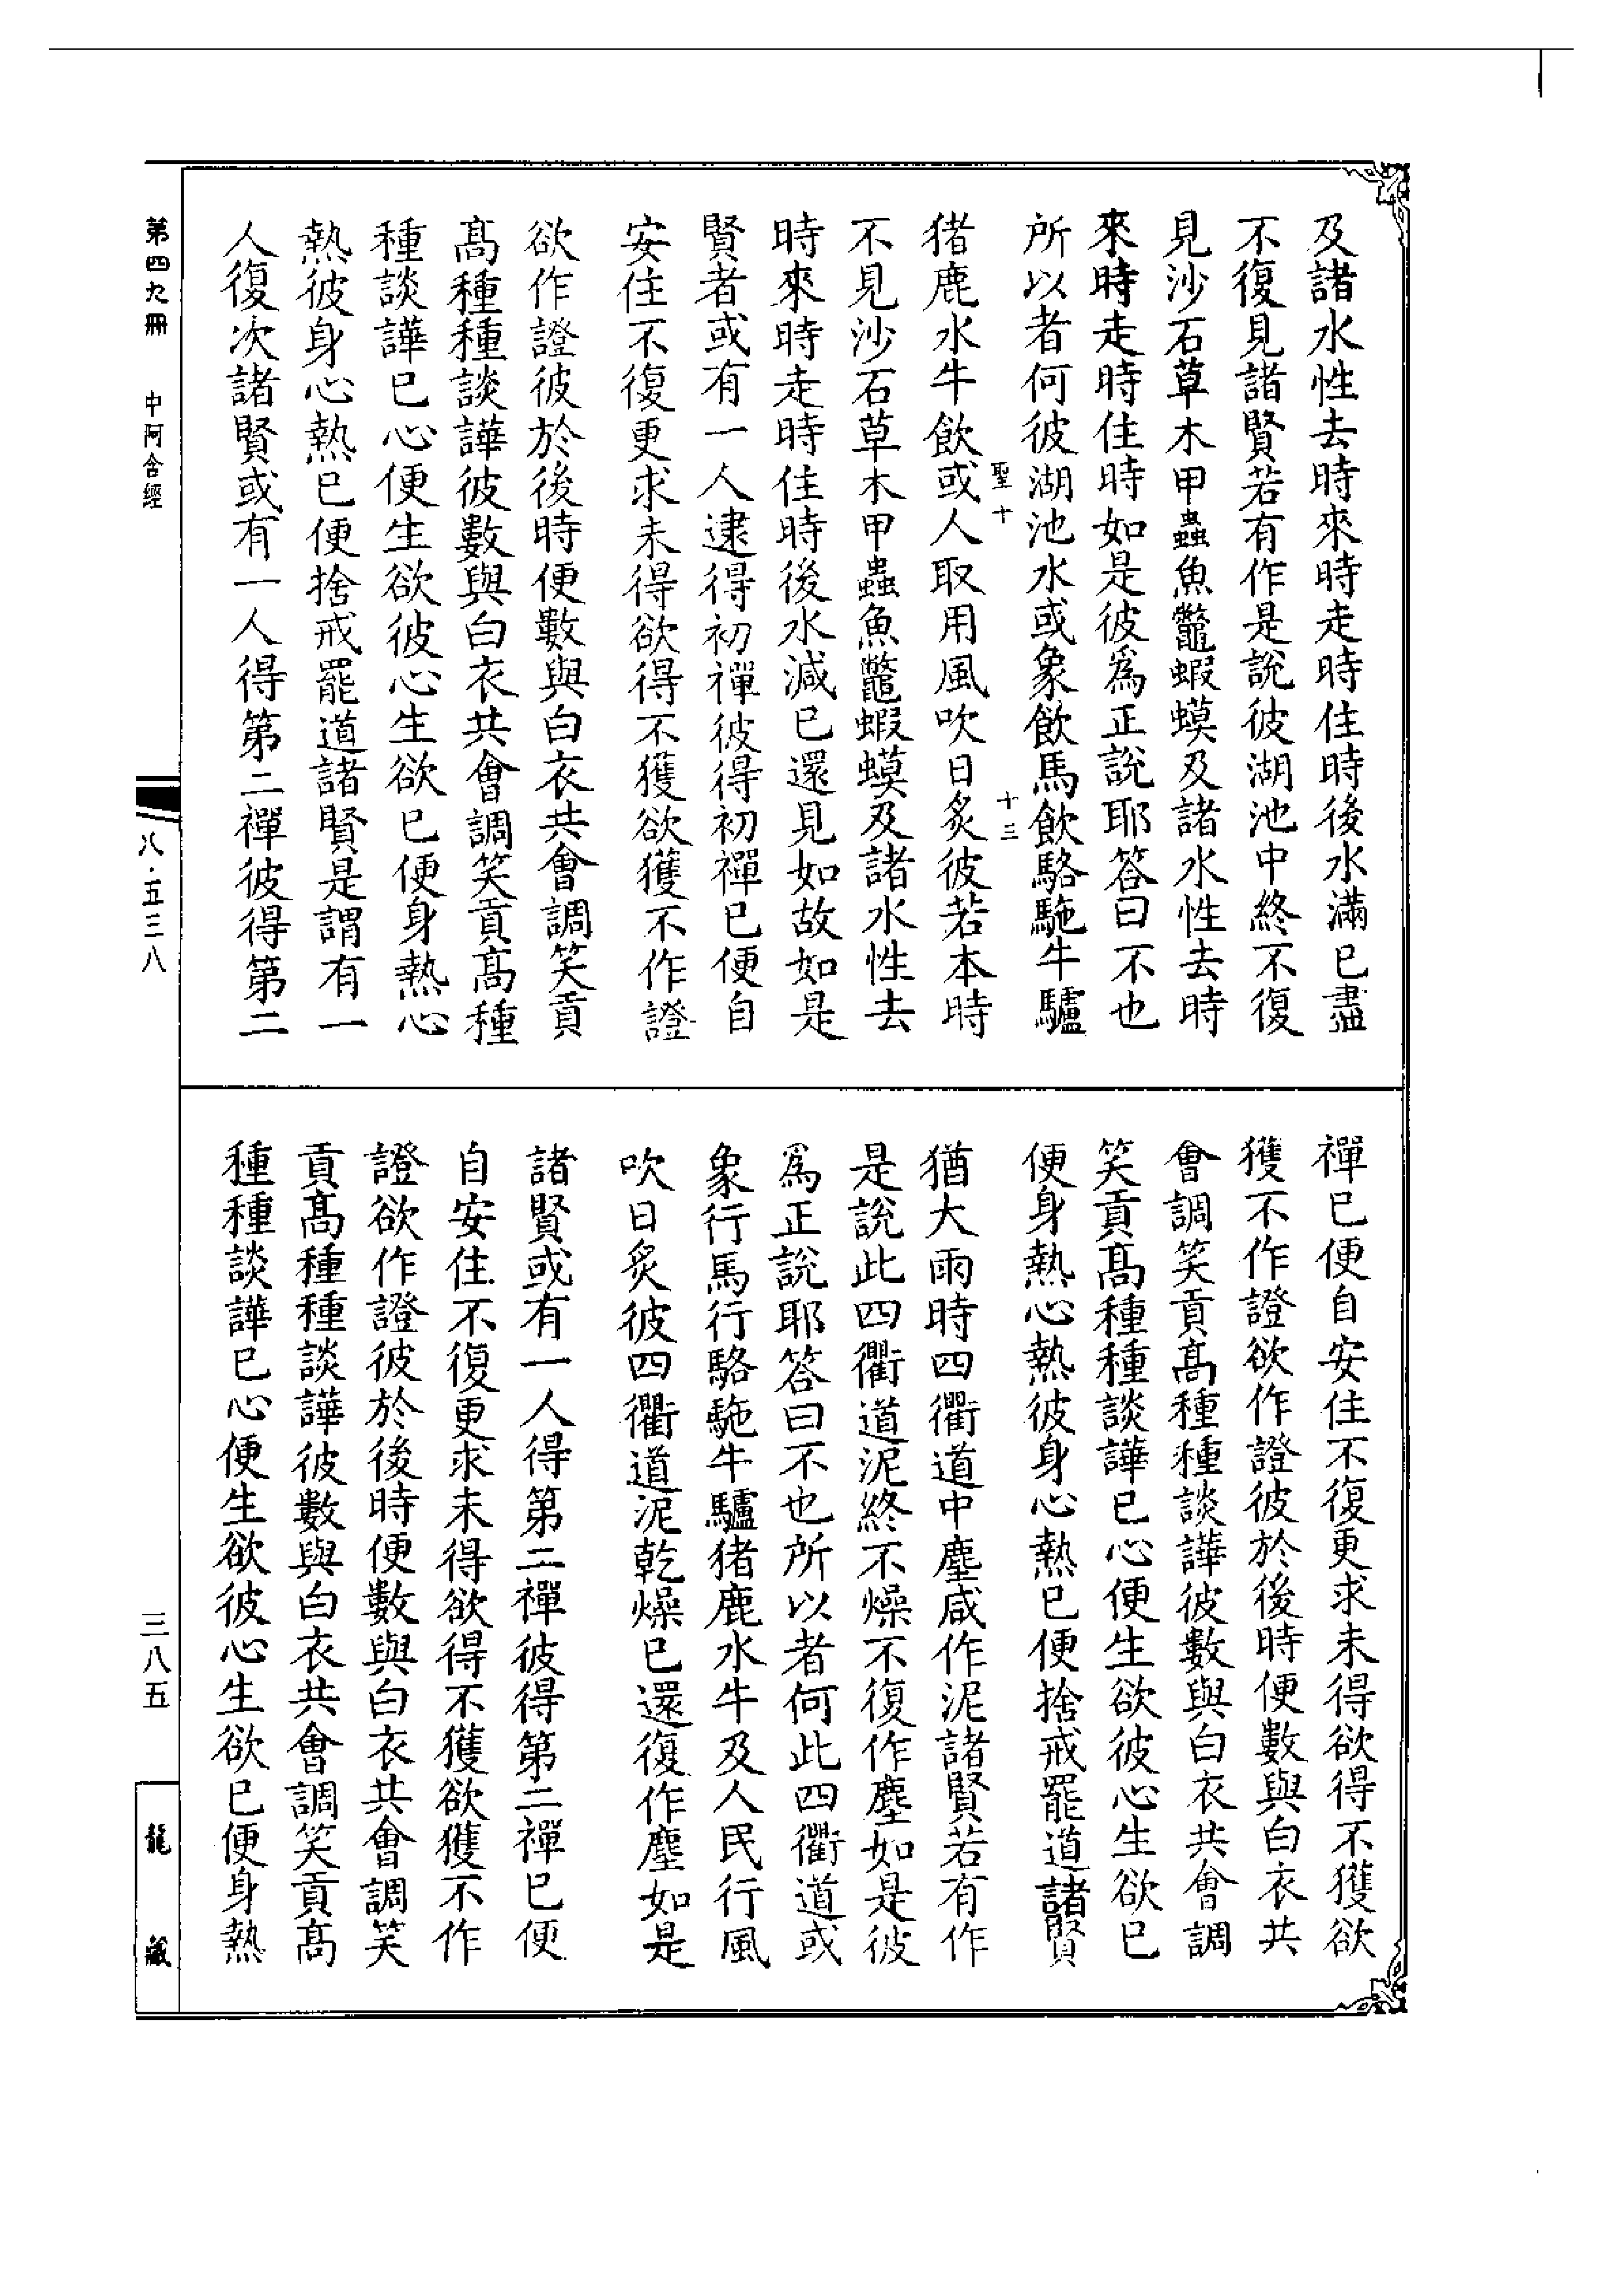 及諸水性去時來時走時住時後水滿已盡
不復見諸賢若有作是說彼湖池中終不復
見沙石草木甲蟲魚鼈蝦蟆及諸水性去時
來時走時住時如是彼爲正說耶答曰不也
所以者何彼湖池水或象飲馬飲駱駞牛驢
聖十 十三
猪鹿水牛飲或人取用風吹日炙彼若本時
不見沙石草木甲蟲魚鼈蝦蟆及諸水性去
時來時走時住時後水減已還見如故如是
賢者或有一人逮得初禪彼得初禪已便自
安住不復更求未得欲得不獲欲獲不作證
欲作證彼於後時便數與白衣共會調笑貢
髙種種談譁彼數與白衣共會調笑貢髙種
種談譁已心便生欲彼心生欲已便身熱心
熱彼身心熱已便捨戒罷道諸賢是謂有一
人復次諸賢或有一人得第二禪彼得第二
禪已便自安住不復更求未得欲得不獲欲
獲不作證欲作證彼於後時便數與白衣共
會調笑貢髙種種談譁彼數與白衣共會調
笑貢髙種種談譁已心便生欲彼心生欲已
便身熱心熱彼身心熱已便捨戒罷道諸賢
猶大雨時四衢道中塵咸作泥諸賢若有作
是說此四衢道泥終不燥不復作塵如是彼
爲正說耶答曰不也所以者何此四衢道或
象行馬行駱駞牛驢猪鹿水牛及人民行風
吹日炙彼四衢道泥乾燥已還復作塵如是
諸賢或有一人得第二禪彼得第二禪已便
自安住不復更求未得欲得不獲欲獲不作
證欲作證彼於後時便數與白衣共會調笑
貢髙種種談譁彼數與白衣共會調笑貢髙
種種談譁已心便生欲彼心生欲已便身熱
第四九冊 中阿含經
八·五三八
三八五
龍藏